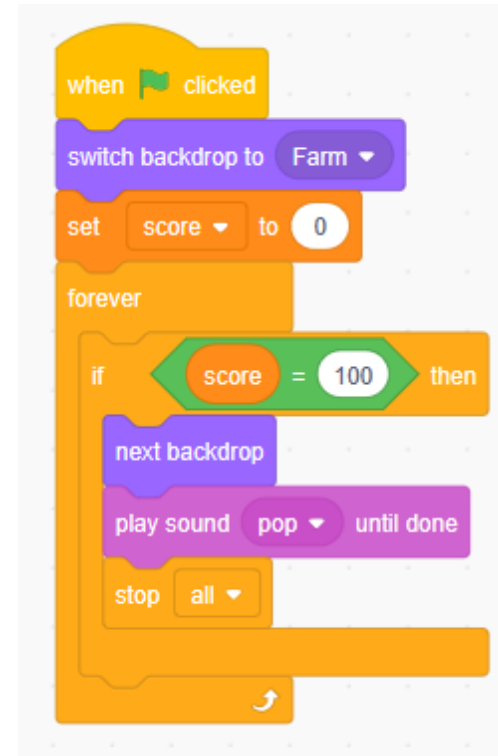 when clicked
switch backdrop to Farm
set score to 0
forever
if score = 100 then
next backdrop
play sound pop until done
stop all